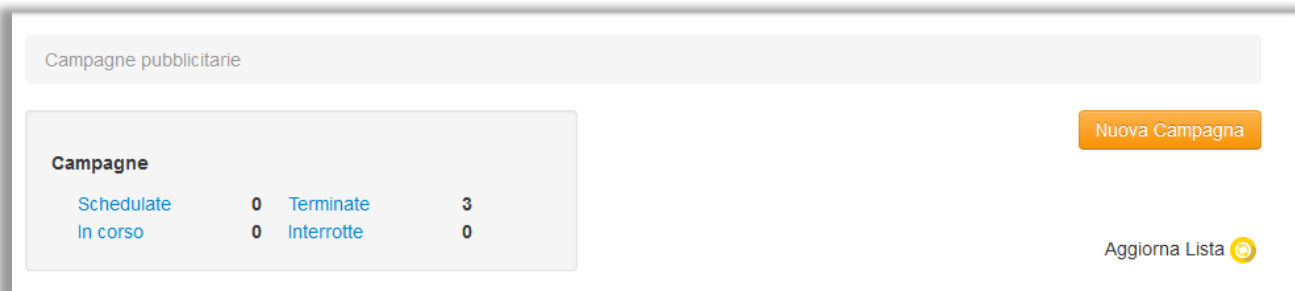 Campagne pubblicitarie
Nuova Campagna
Campagne
Schedulate 0 Terminate 3
In corso 0 Interrotte 0
Aggiorna Lista